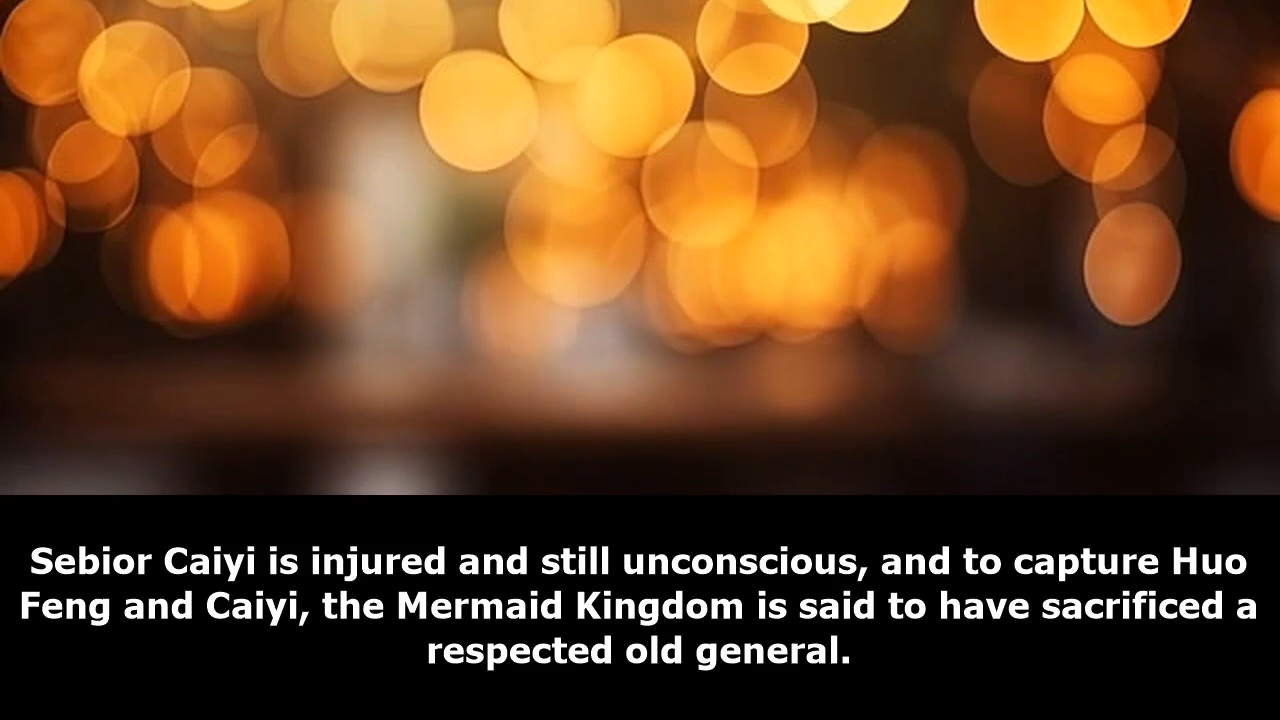 Sebior Caiyi is injured and still unconscious, and to capture Huo
Feng and Caiyi, the Mermaid Kingdom is said to have sacrificed a
respected old general.